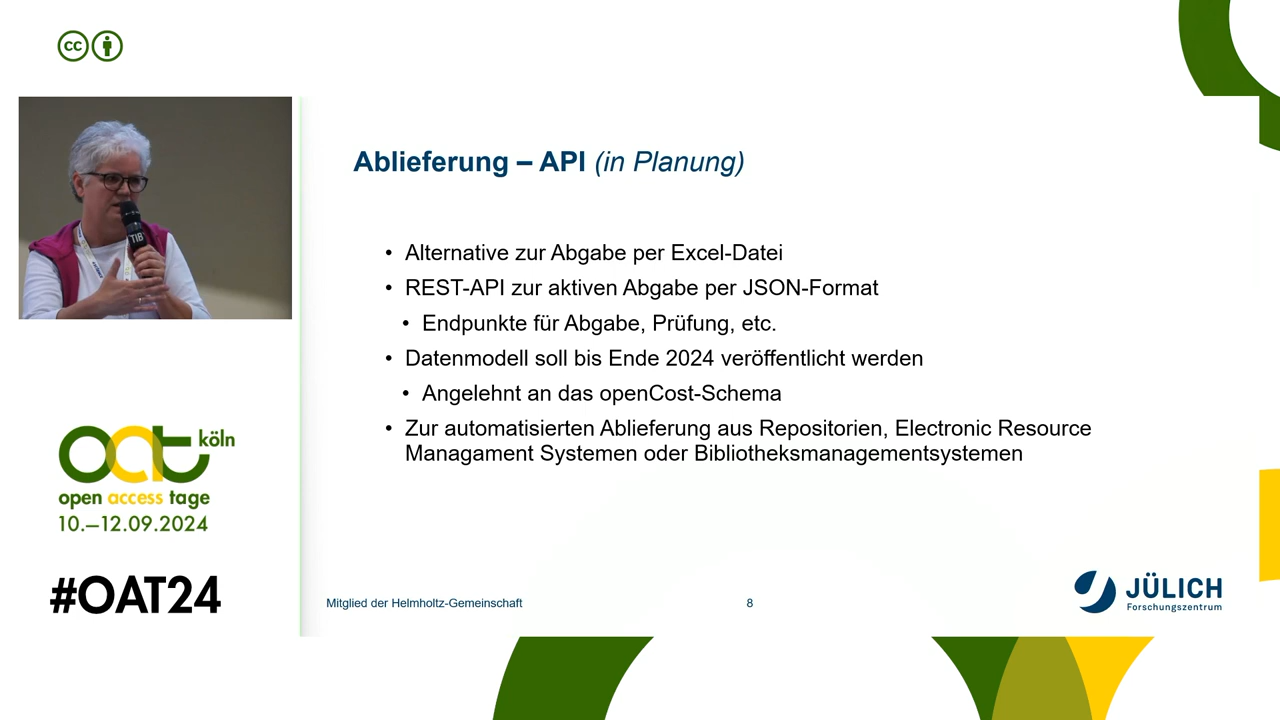 cc
TIB
Ablieferung – API (in Planung)
• Alternative zur Abgabe per Excel-Datei
• REST-API zur aktiven Abgabe per JSON-Format
• Endpunkte für Abgabe, Prüfung, etc.
• Datenmodell soll bis Ende 2024 veröffentlicht werden
• Angelehnt an das openCost-Schema
• Zur automatisierten Ablieferung aus Repositorien, Electronic Resource
Managament Systemen oder Bibliotheksmanagementsystemen
oat köln
open access tage
10.–12.09.2024
#OAT24
Mitglied der Helmholtz-Gemeinschaft
8
JÜLICH
Forschungszentrum